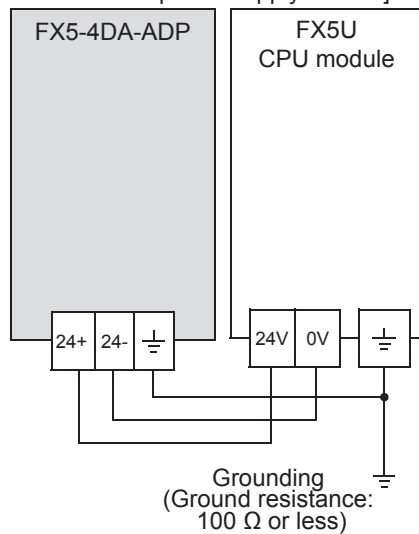 FX5-4DA-ADP
FX5U
CPU module
24+ 24-
24V 0V
Grounding
(Ground resistance:
100 Ω or less)